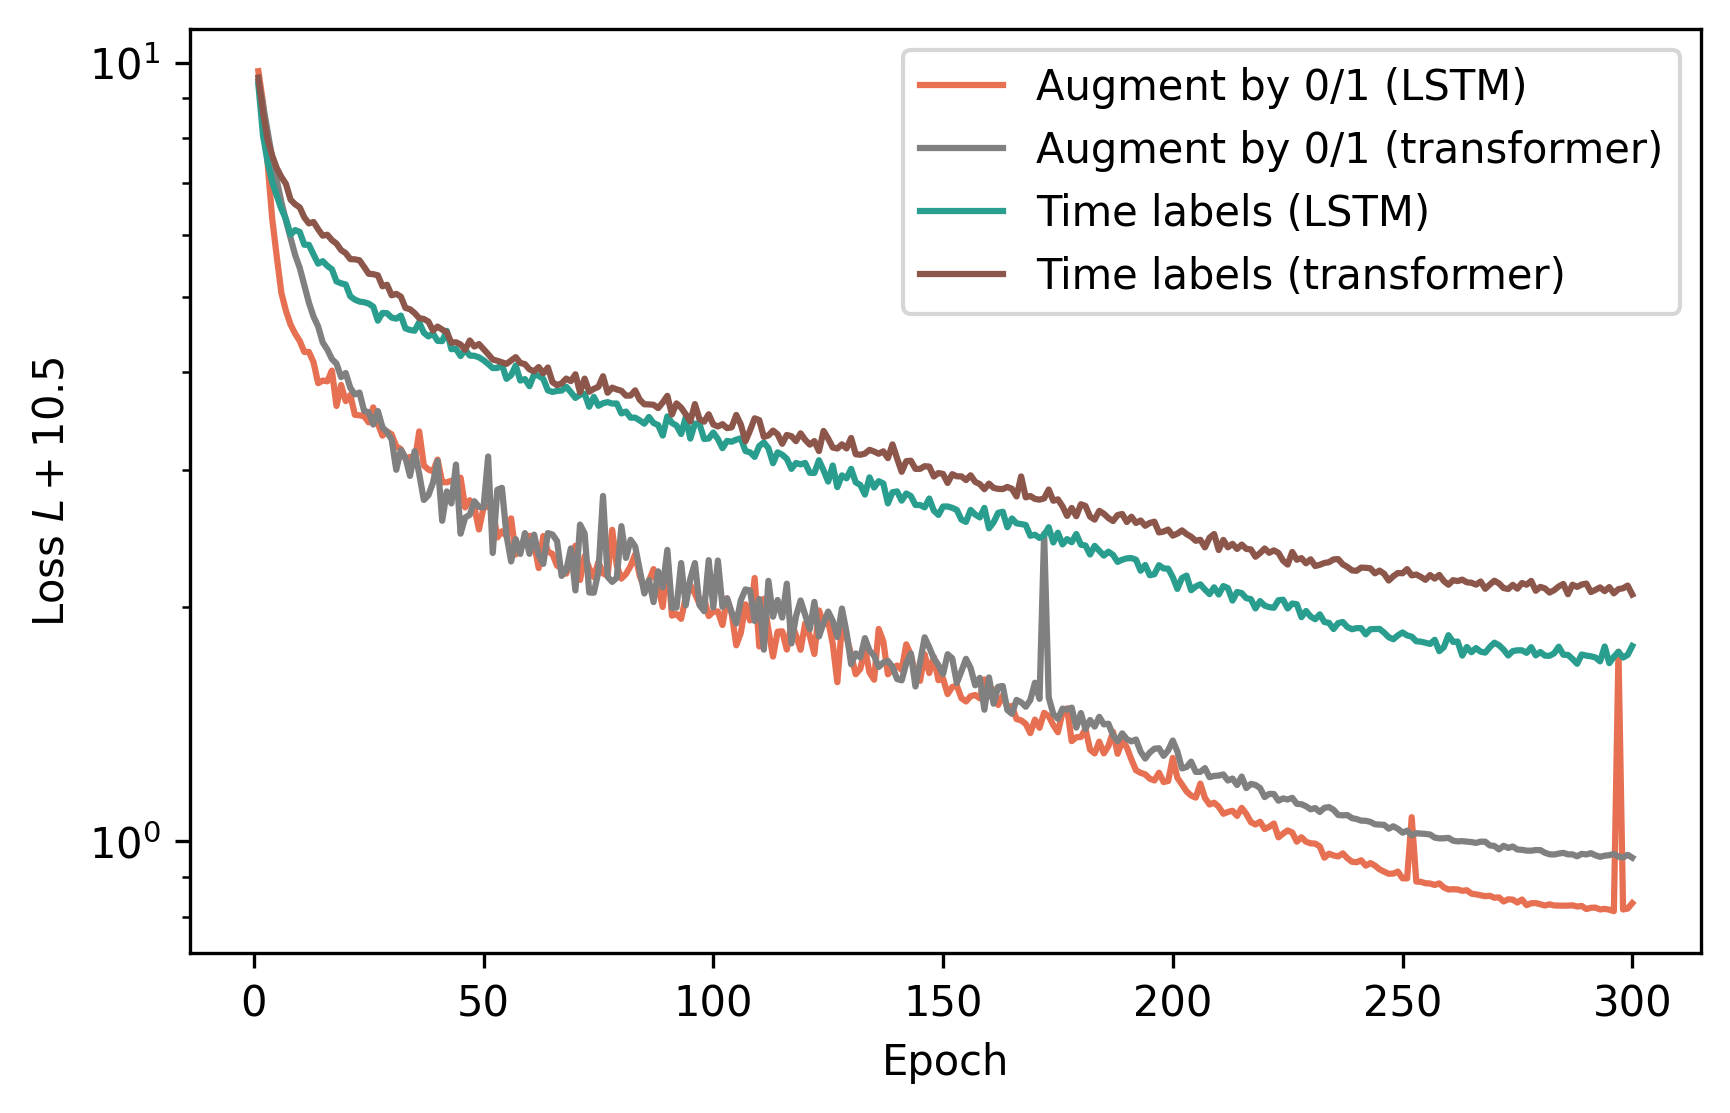 10¹
10⁰
Loss L + 10.5
Augment by 0/1 (LSTM)
Augment by 0/1 (transformer)
Time labels (LSTM)
Time labels (transformer)
0 50 100 150 200 250 300
Epoch